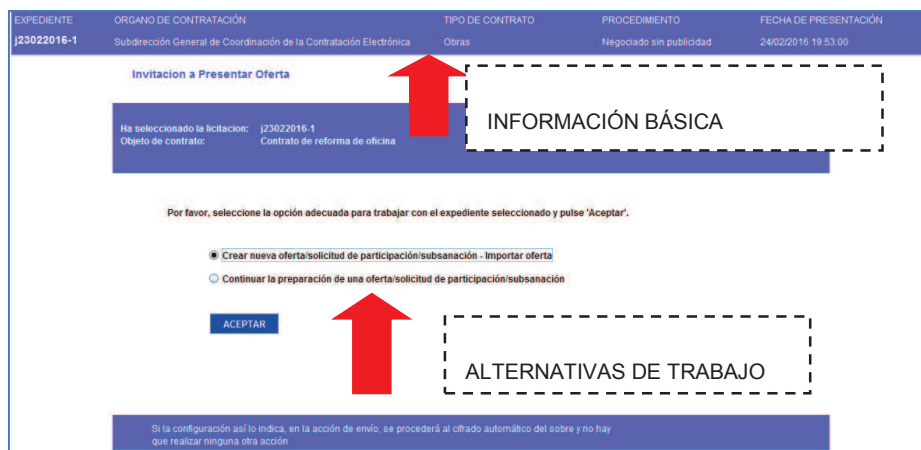 EXPEDIENTE ORGANO DE CONTRATACIÓN TIPO DE CONTRATO PROCEDIMIENTO FECHA DE PRESENTACIÓN
j23022016-1 Subdirección General de Coordinación de la Contratación Electrónica Obras Negociado sin publicidad 24/02/2016 19:53:00
Invitacion a Presentar Oferta
INFORMACIÓN BÁSICA
Ha seleccionado la licitacion: j23022016-1
Objeto de contrato: Contrato de reforma de oficina
Por favor, seleccione la opción adecuada para trabajar con el expediente seleccionado y pulse 'Aceptar'.
Crear nueva oferta/solicitud de participación/subsanación - Importar oferta
Continuar la preparación de una oferta/solicitud de participación/subsanación
ACEPTAR
ALTERNATIVAS DE TRABAJO
Si la configuración así lo indica, en la acción de envío, se procederá al cifrado automático del sobre y no hay
que realizar ninguna otra acción